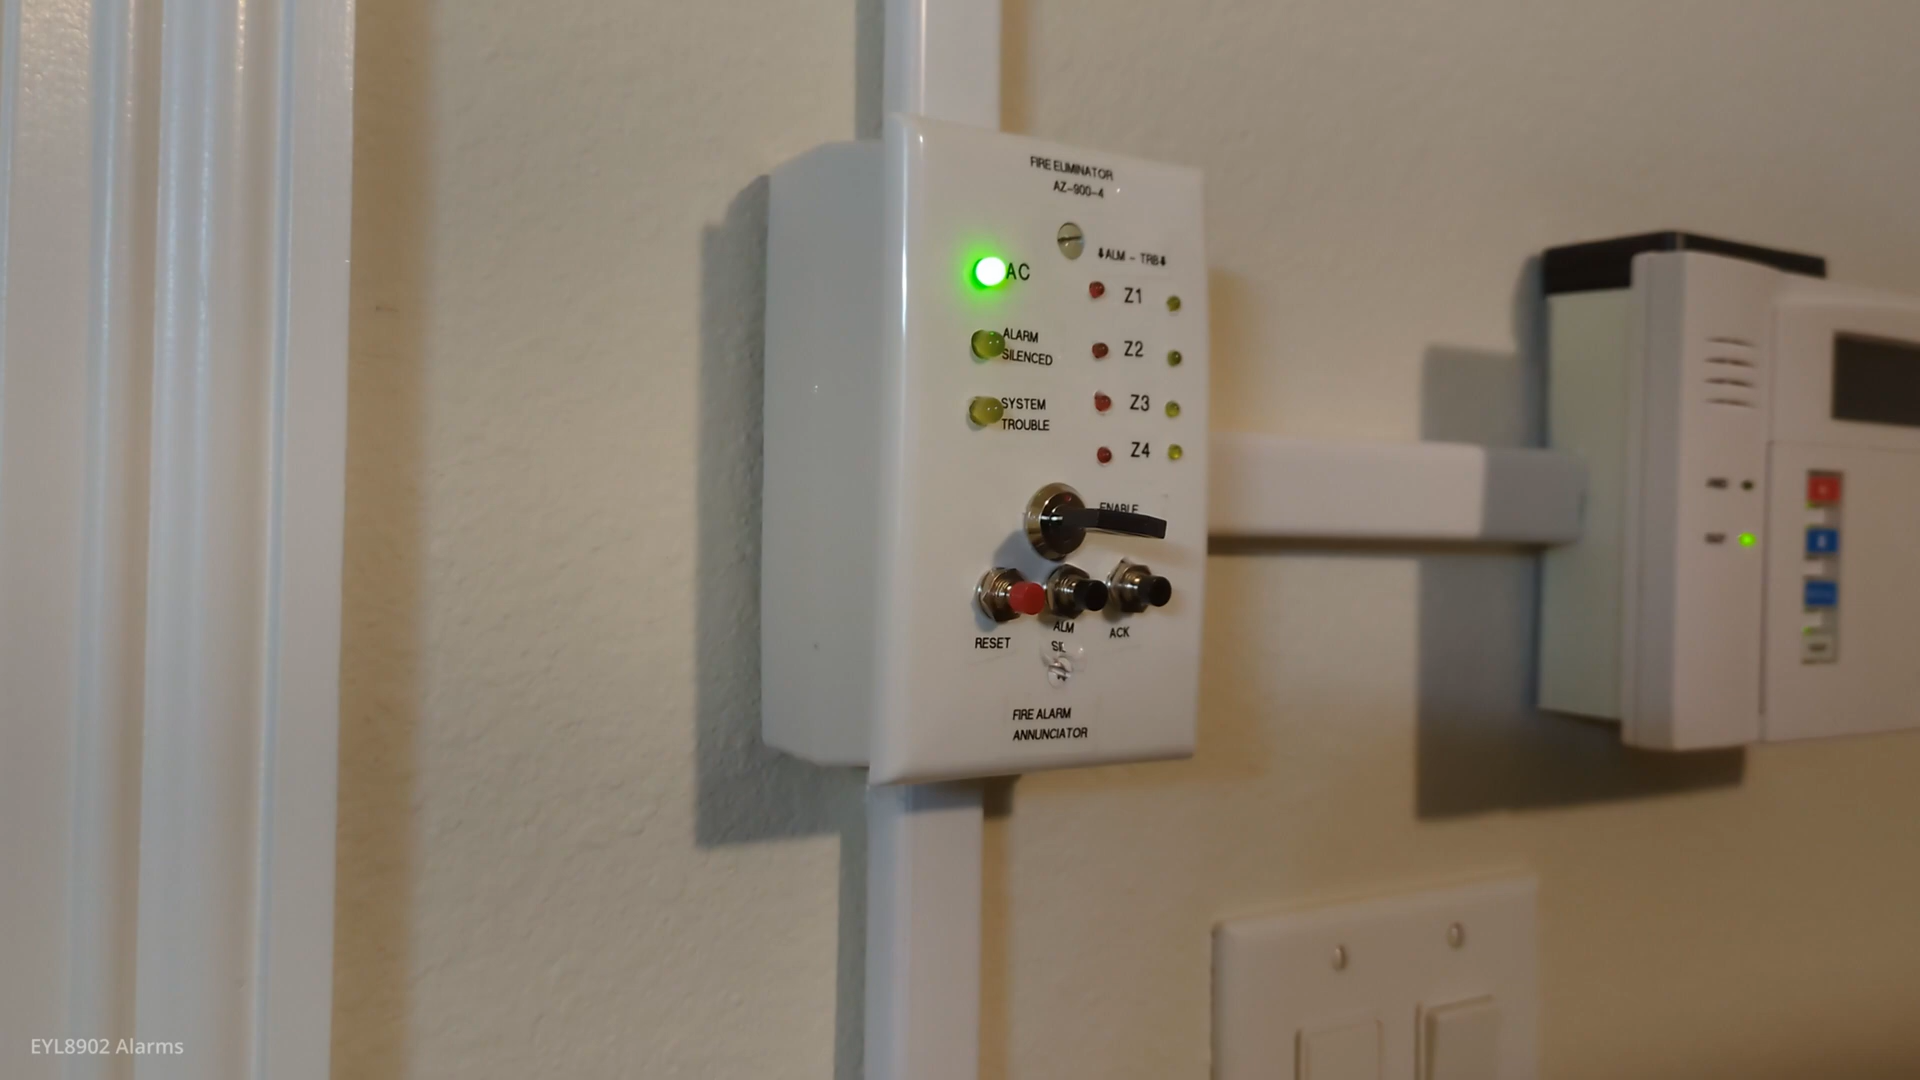 FIRE ELIMINATOR
AZ-900-4
AC
⬇ALM - TRB⬇
Z1
ALARM
SILENCED
Z2
SYSTEM
TROUBLE
Z3
Z4
ENABLE
RESET
ALM
SIL
ACK
FIRE ALARM
ANNUNCIATOR
EYL8902 Alarms